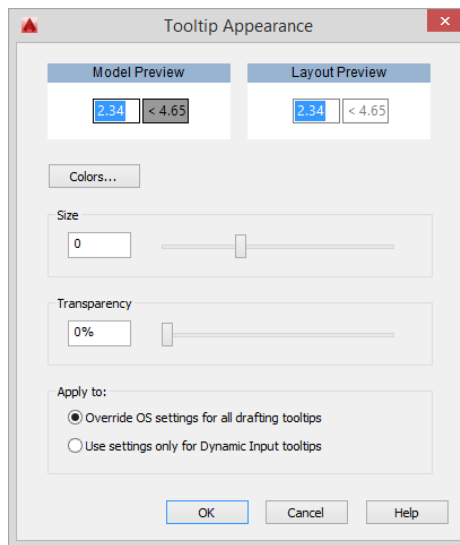 Tooltip Appearance
Model Preview
Layout Preview
2.34 < 4.65
2.34 < 4.65
Colors...
Size
0
Transparency
0%
Apply to:
Override OS settings for all drafting tooltips
Use settings only for Dynamic Input tooltips
OK
Cancel
Help